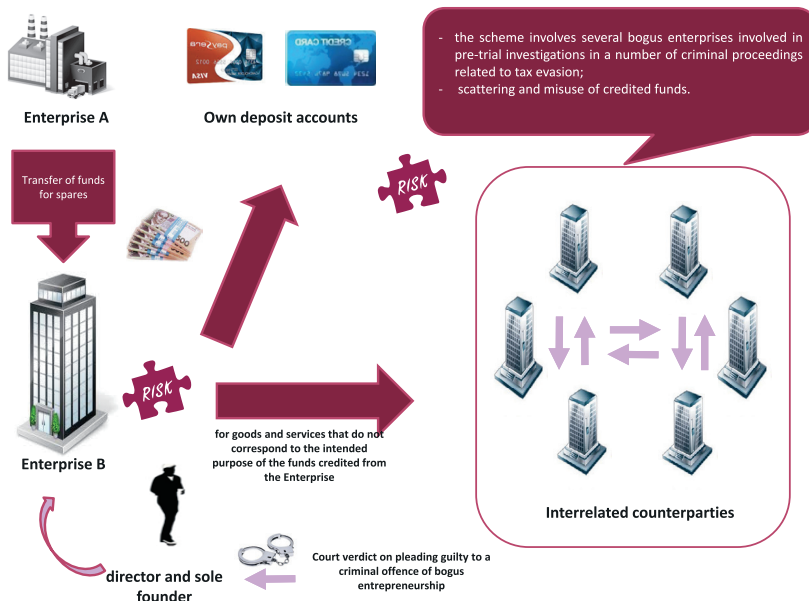 - the scheme involves several bogus enterprises involved in
pre-trial investigations in a number of criminal proceedings
related to tax evasion;
- scattering and misuse of credited funds.
paySera
VISA
CREDIT CARD
Enterprise A
Own deposit accounts
Transfer of funds
for spares
RISK
500
RISK
for goods and services that do not
correspond to the intended
purpose of the funds credited from
the Enterprise
Enterprise B
Interrelated counterparties
director and sole
founder
Court verdict on pleading guilty to a
criminal offence of bogus
entrepreneurship